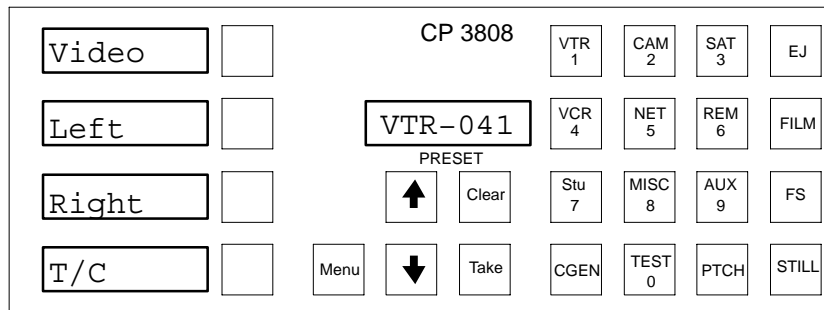 CP 3808
Video
VTR 1
CAM 2
SAT 3
EJ
Left
VTR-041
PRESET
VCR 4
NET 5
REM 6
FILM
Right
Clear
Stu 7
MISC 8
AUX 9
FS
T/C
Menu
Take
CGEN
TEST 0
PTCH
STILL